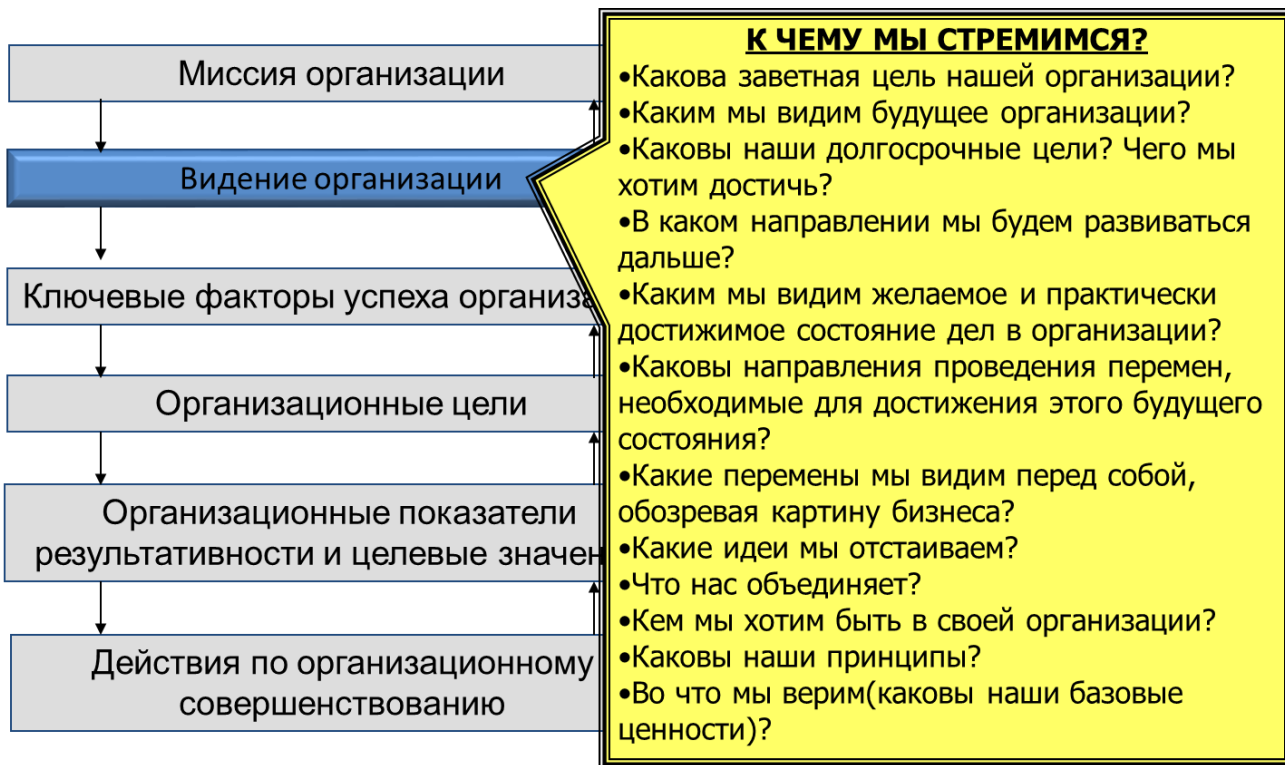 Миссия организации
Видение организации
Ключевые факторы успеха организа
Организационные цели
Организационные показатели
результативности и целевые значен
Действия по организационному
совершенствованию
К ЧЕМУ МЫ СТРЕМИМСЯ?
•Какова заветная цель нашей организации?
•Каким мы видим будущее организации?
•Каковы наши долгосрочные цели? Чего мы
хотим достичь?
•В каком направлении мы будем развиваться
дальше?
•Каким мы видим желаемое и практически
достижимое состояние дел в организации?
•Каковы направления проведения перемен,
необходимые для достижения этого будущего
состояния?
•Какие перемены мы видим перед собой,
обозревая картину бизнеса?
•Какие идеи мы отстаиваем?
•Что нас объединяет?
•Кем мы хотим быть в своей организации?
•Каковы наши принципы?
•Во что мы верим(каковы наши базовые
ценности)?